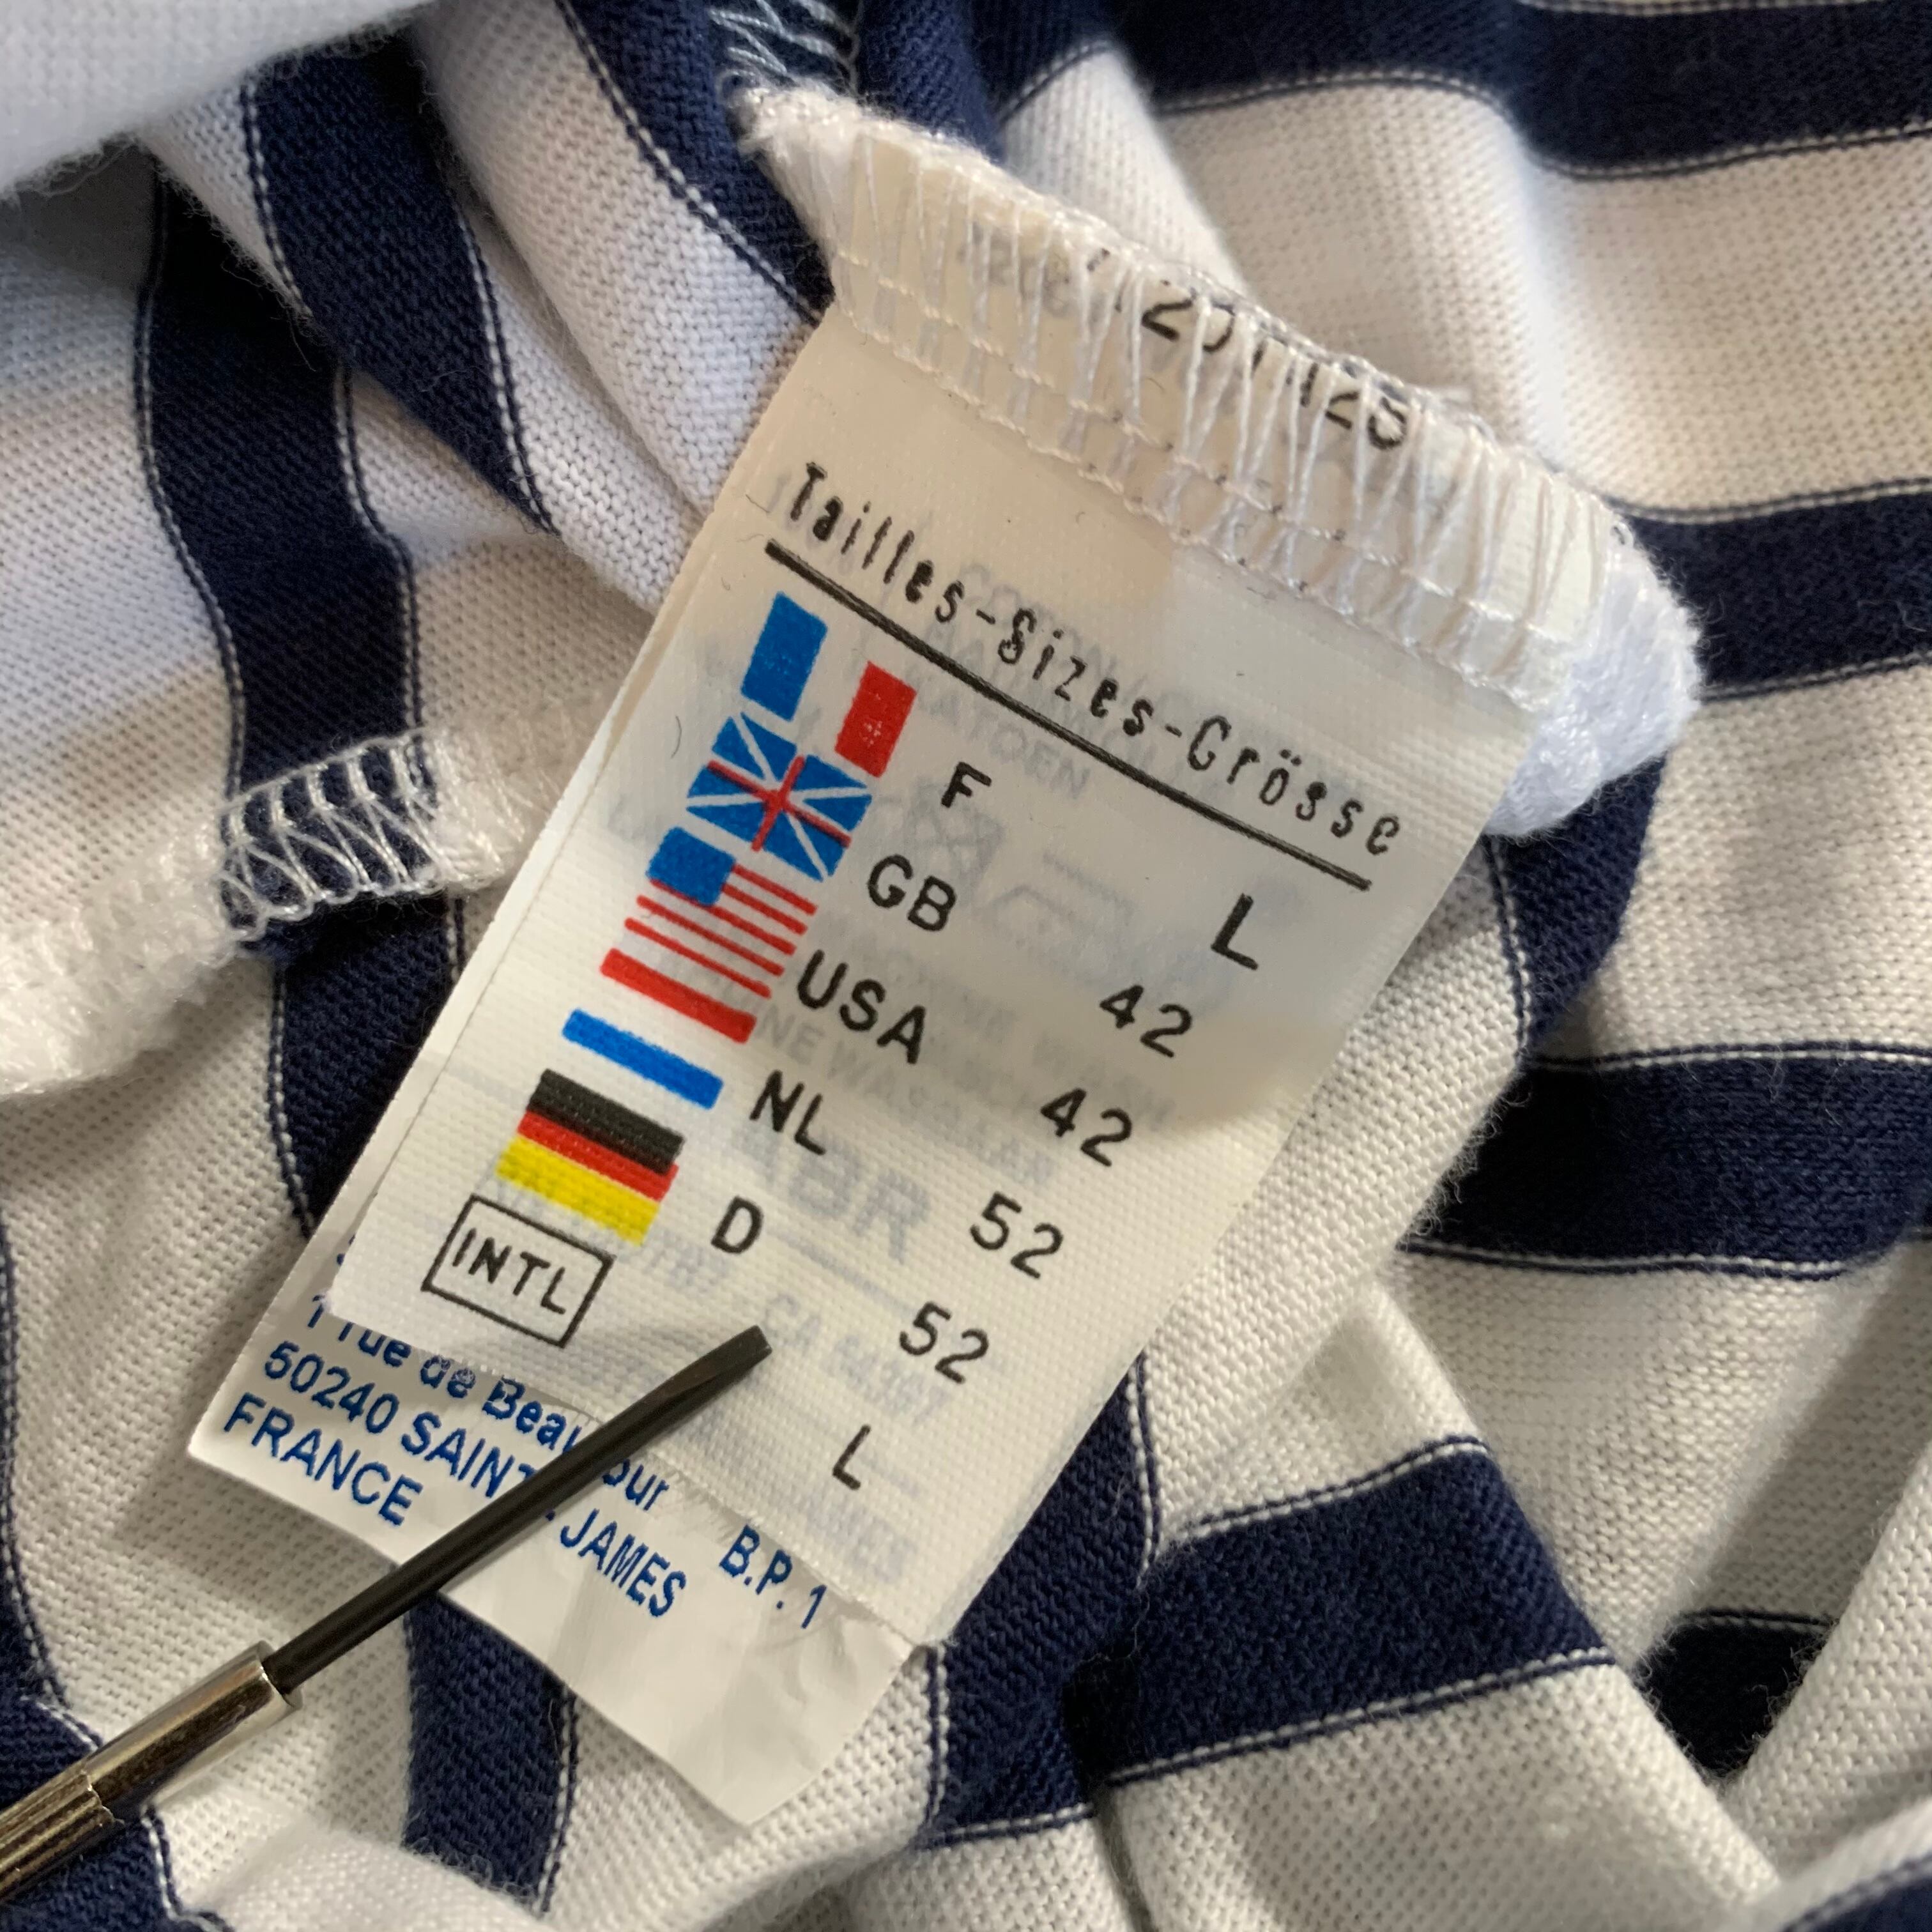 Tailles-Sizes-Grösse
F L
GB 42
USA 42
NL 52
D 52
INTL L
50240 SAINT JAMES
B.P. 1
FRANCE